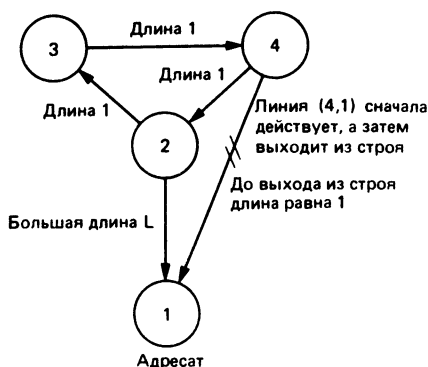 Длина 1
3
4
Длина 1
Длина 1
Линия (4,1) сначала
действует, а затем
выходит из строя
2
До выхода из строя
длина равна 1
Большая длина L
1
Адресат